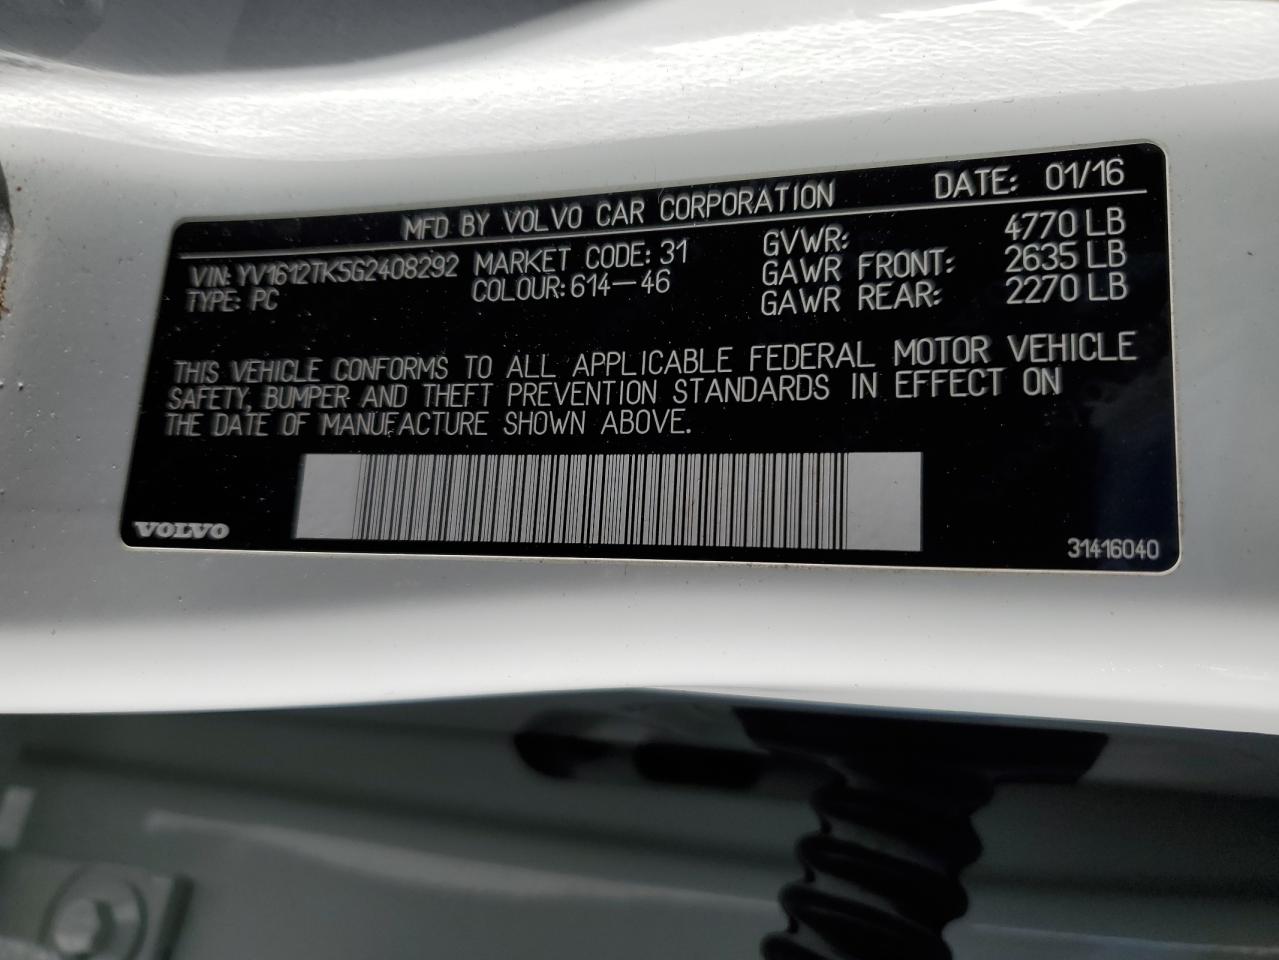 MFD BY VOLVO CAR CORPORATION DATE: 01/16
VIN: YV1612TK5G2408292 MARKET CODE: 31 GVWR: 4770 LB
TYPE: PC COLOUR: 614-46 GAWR FRONT: 2635 LB
GAWR REAR: 2270 LB
THIS VEHICLE CONFORMS TO ALL APPLICABLE FEDERAL MOTOR VEHICLE
SAFETY, BUMPER AND THEFT PREVENTION STANDARDS IN EFFECT ON
THE DATE OF MANUFACTURE SHOWN ABOVE.
VOLVO 31416040